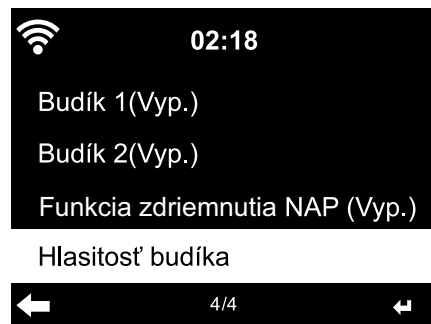 02:18
Budík 1(Vyp.)
Budík 2(Vyp.)
Funkcia zdriemnutia NAP (Vyp.)
Hlasitosť budíka
4/4